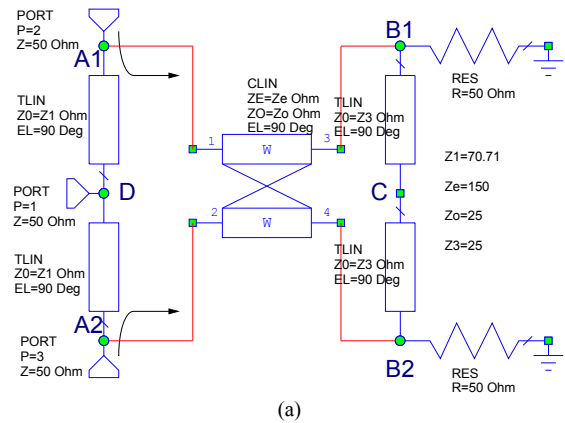 PORT
P=2
Z=50 Ohm
A1
B1
RES
R=50 Ohm
TLIN
Z0=Z1 Ohm
EL=90 Deg
CLIN
ZE=Ze Ohm
ZO=Zo Ohm
EL=90 Deg
TLIN
Z0=Z3 Ohm
EL=90 Deg
1
W
3
Z1=70.71
Ze=150
Zo=25
Z3=25
PORT
P=1
Z=50 Ohm
D
C
2
W
4
TLIN
Z0=Z1 Ohm
EL=90 Deg
TLIN
Z0=Z3 Ohm
EL=90 Deg
A2
B2
PORT
P=3
Z=50 Ohm
RES
R=50 Ohm
(a)